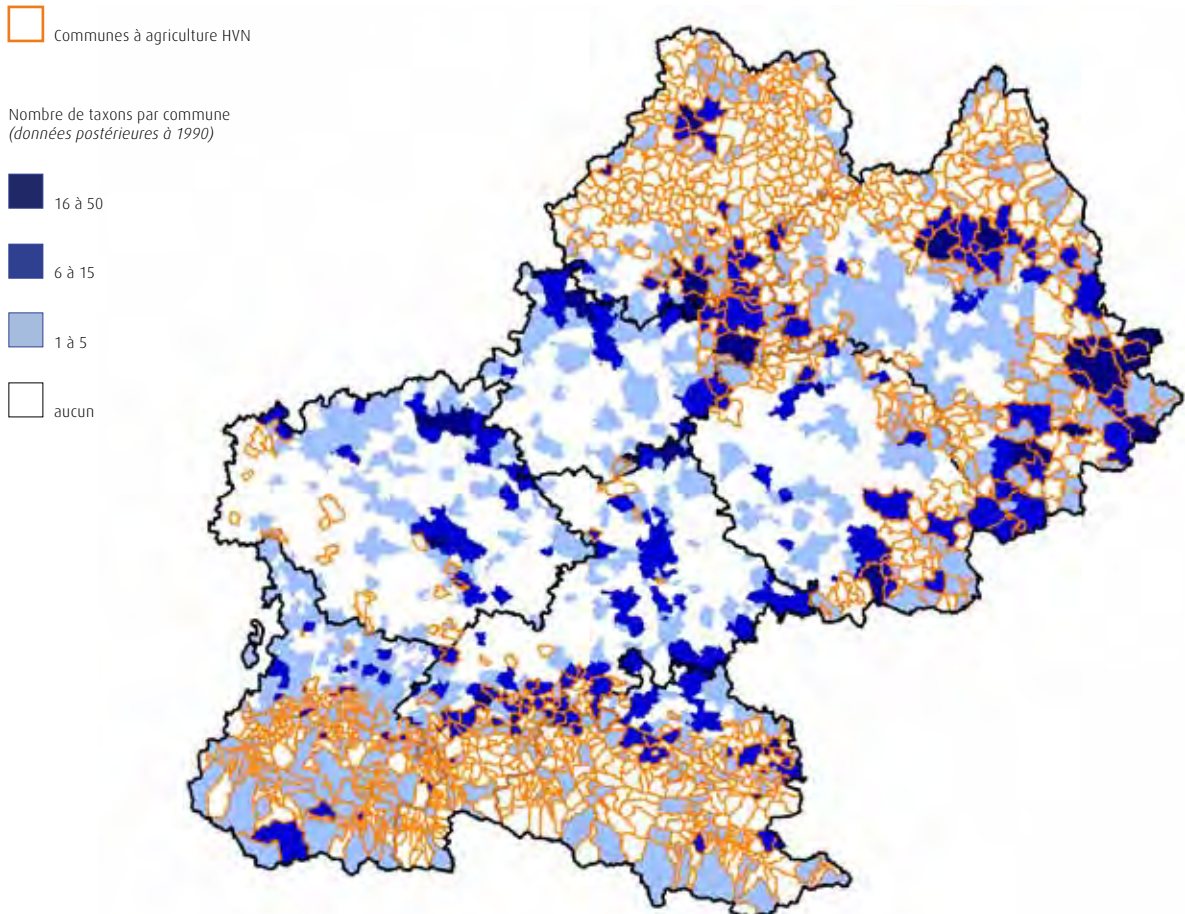 Communes à agriculture HVN
Nombre de taxons par commune
(données postérieures à 1990)
16 à 50
6 à 15
1 à 5
aucun